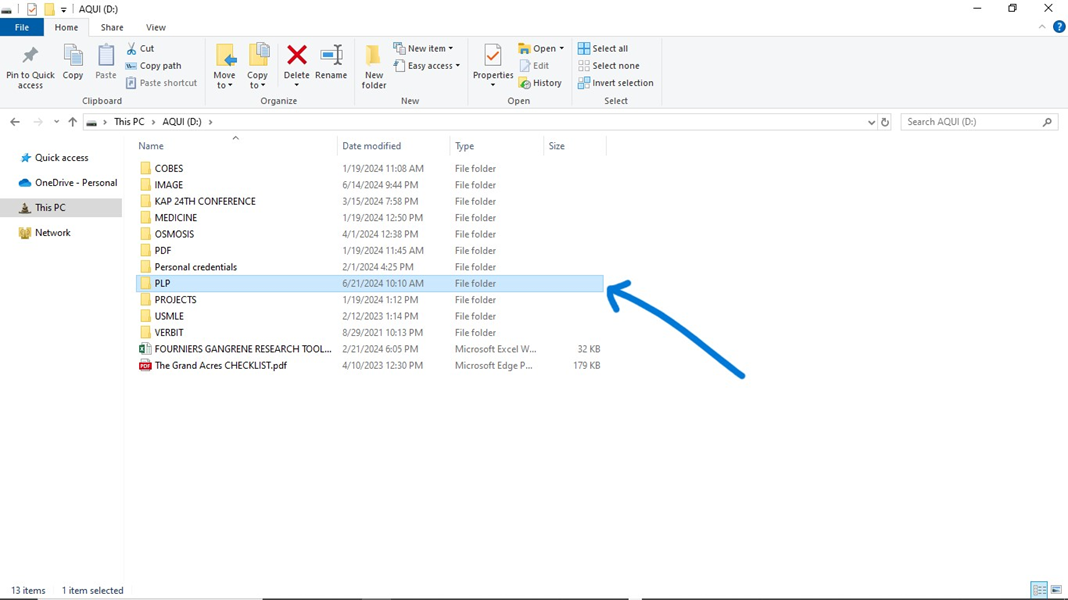 AQUI (D:)
File Home Share View
Pin to Quick access
Copy
Paste
Cut
Copy path
Paste shortcut
Clipboard
Move to
Copy to
Delete
Rename
Organize
New folder
New item
Easy access
New
Properties
Open
Edit
History
Open
Select all
Select none
Invert selection
Select
This PC > AQUI (D:) >
Search AQUI (D:)
Quick access
OneDrive - Personal
This PC
Network
Name Date modified Type Size
COBES 1/19/2024 11:08 AM File folder
IMAGE 6/14/2024 9:44 PM File folder
KAP 24TH CONFERENCE 3/15/2024 7:58 PM File folder
MEDICINE 1/19/2024 12:50 PM File folder
OSMOSIS 4/1/2024 12:38 PM File folder
PDF 1/19/2024 11:45 AM File folder
Personal credentials 2/1/2024 4:25 PM File folder
PLP 6/21/2024 10:10 AM File folder
PROJECTS 1/19/2024 1:12 PM File folder
USMLE 2/12/2023 1:14 PM File folder
VERBIT 8/29/2021 10:13 PM File folder
FOURNIERS GANGRENE RESEARCH TOOL... 2/21/2024 6:05 PM Microsoft Excel W... 32 KB
The Grand Acres CHECKLIST.pdf 4/10/2023 12:30 PM Microsoft Edge P... 179 KB
13 items 1 item selected